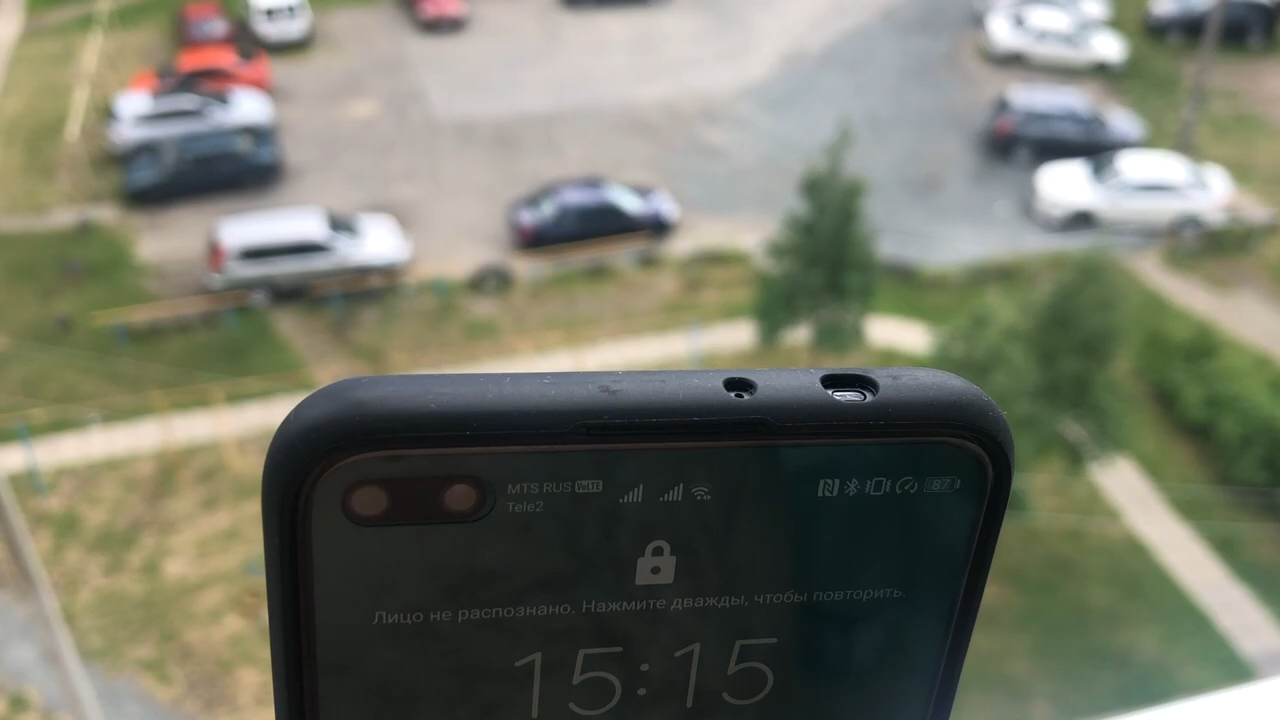 MTS RUS VoLTE
Tele2
87
Лицо не распознано. Нажмите дважды, чтобы повторить.
15:15